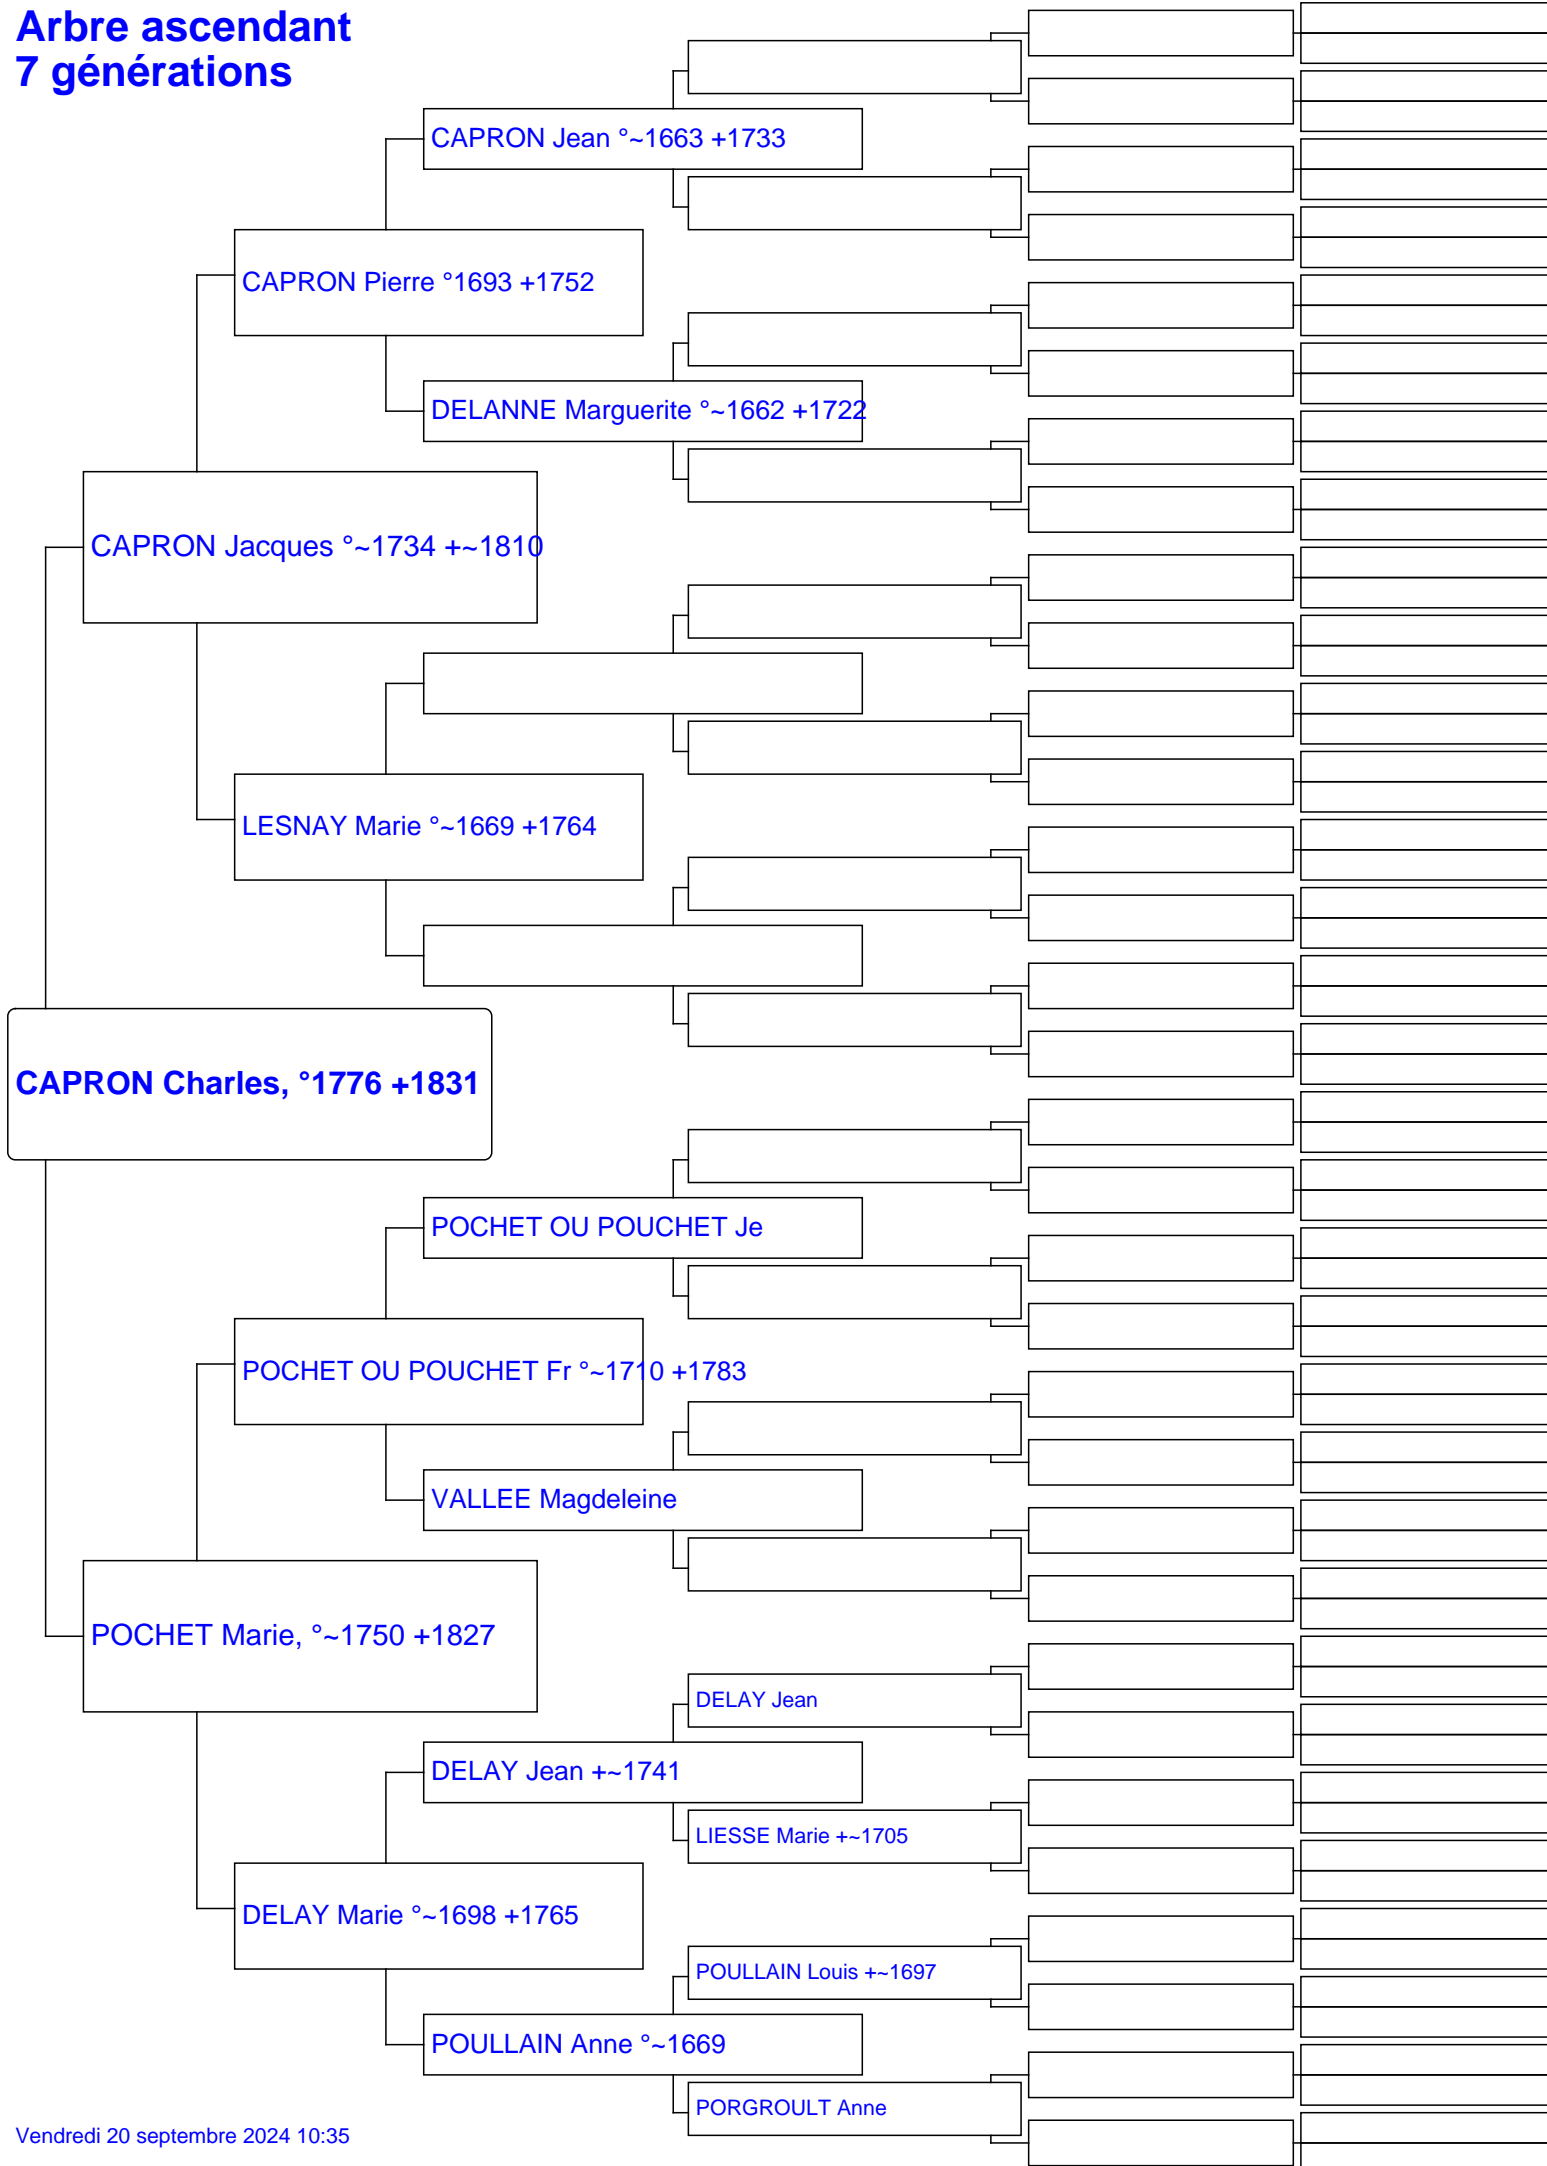 Arbre ascendant
7 générations
CAPRON Jean °~1663 +1733
CAPRON Pierre °1693 +1752
DELANNE Marguerite °~1662 +1722
CAPRON Jacques °~1734 +~1810
LESNAY Marie °~1669 +1764
CAPRON Charles, °1776 +1831
POCHET OU POUCHET Je
POCHET OU POUCHET Fr °~1710 +1783
VALLEE Magdeleine
POCHET Marie, °~1750 +1827
DELAY Jean
DELAY Jean +~1741
LIESSE Marie +~1705
DELAY Marie °~1698 +1765
POULLAIN Louis +~1697
POULLAIN Anne °~1669
PORGROULT Anne
Vendredi 20 septembre 2024 10:35